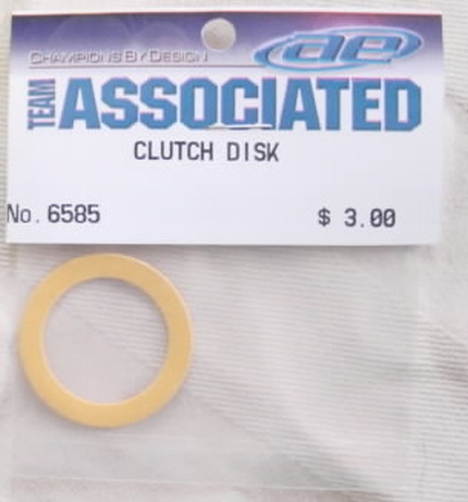 CHAMPIONS BY DESIGN
ae
TEAM ASSOCIATED
CLUTCH DISK
No. 6585 $ 3.00